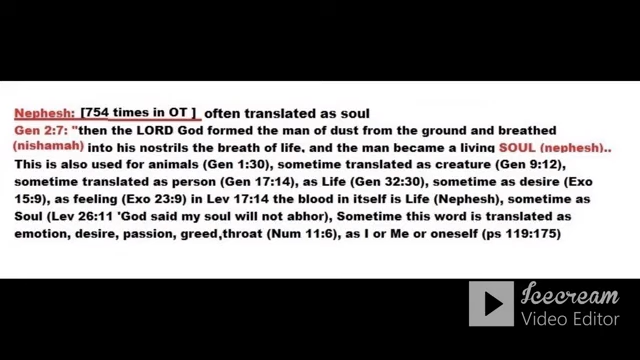 Nephesh: [754 times in OT ] often translated as soul
Gen 2:7: "then the LORD God formed the man of dust from the ground and breathed
(nishamah) into his nostrils the breath of life, and the man became a living SOUL (nephesh)..
This is also used for animals (Gen 1:30), sometime translated as creature (Gen 9:12),
sometime translated as person (Gen 17:14), as Life (Gen 32:30), sometime as desire (Exo
15:9), as feeling (Exo 23:9) in Lev 17:14 the blood in itself is Life (Nephesh), sometime as
Soul (Lev 26:11 'God said my soul will not abhor), Sometime this word is translated as
emotion, desire, passion, greed,throat (Num 11:6), as I or Me or oneself (ps 119:175)
Icecream
Video Editor